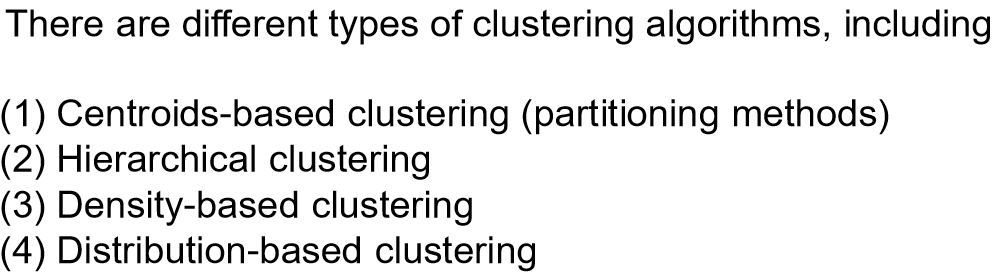 There are different types of clustering algorithms, including
(1) Centroids-based clustering (partitioning methods)
(2) Hierarchical clustering
(3) Density-based clustering
(4) Distribution-based clustering